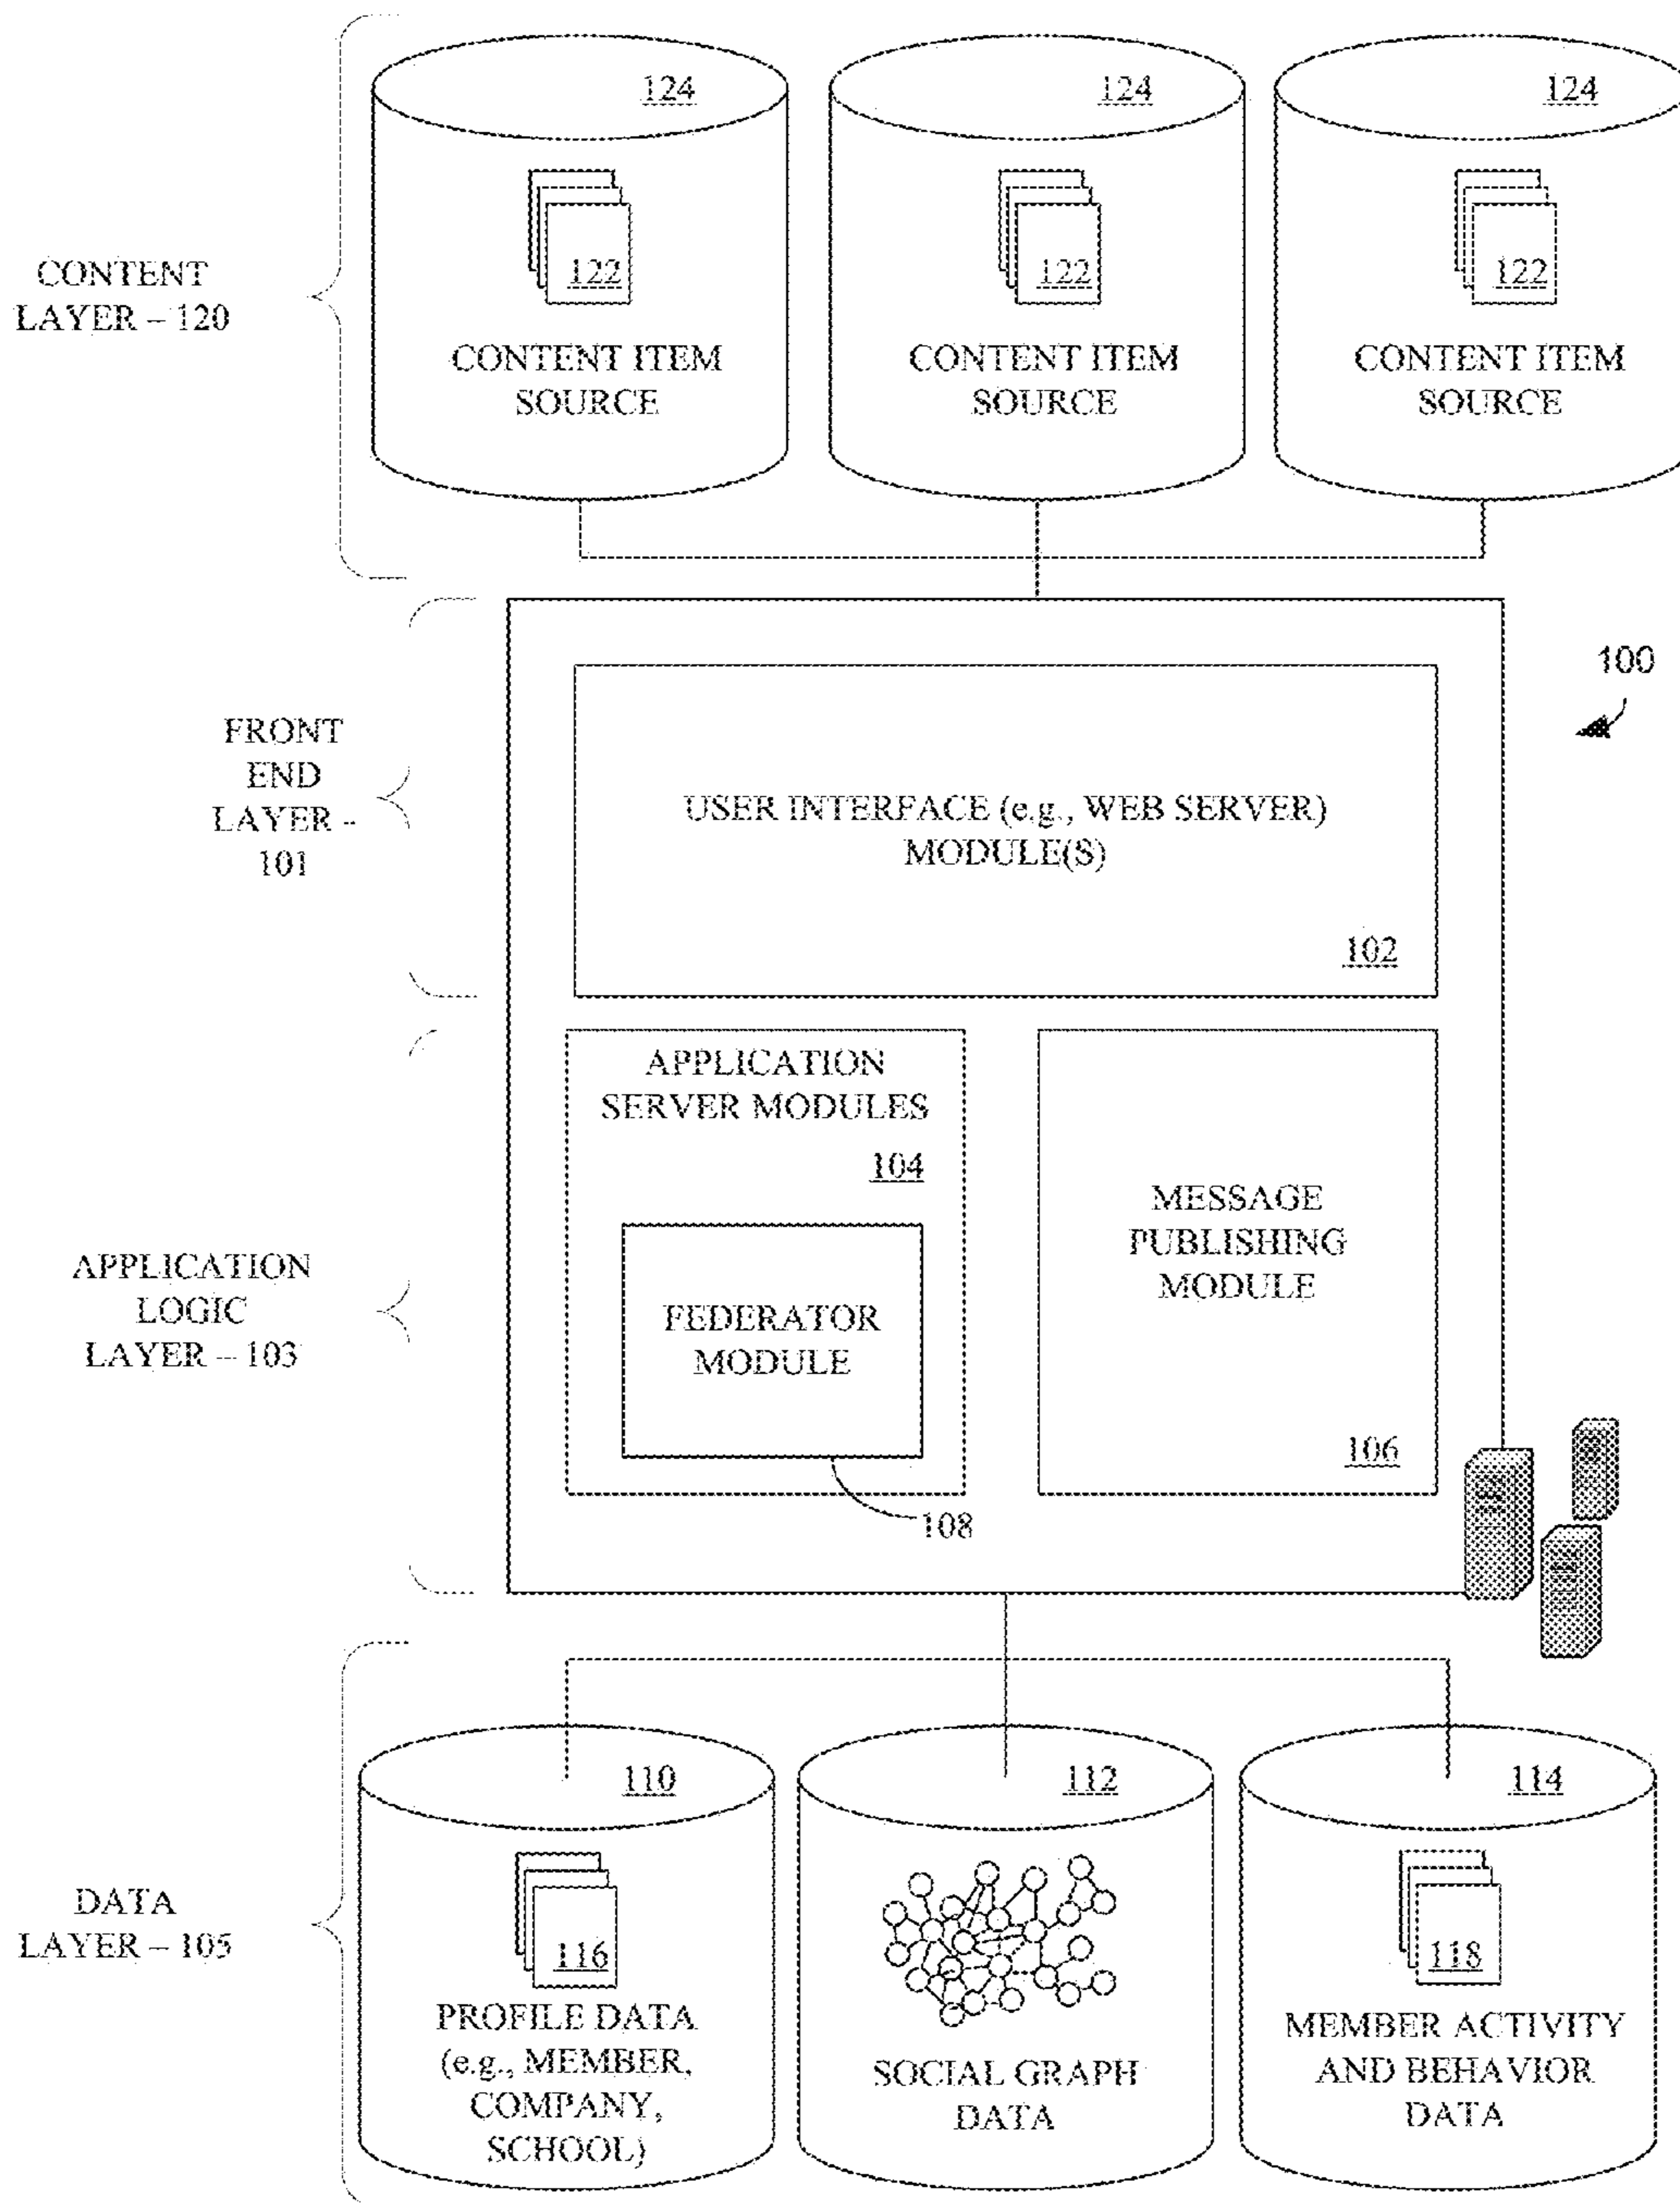 124
124
124
122
122
122
CONTENT
LAYER – 120
CONTENT ITEM
SOURCE
CONTENT ITEM
SOURCE
CONTENT ITEM
SOURCE
100
FRONT
END
LAYER –
101
USER INTERFACE (e.g., WEB SERVER)
MODULE(S)
102
APPLICATION
SERVER MODULES
104
MESSAGE
PUBLISHING
MODULE
106
APPLICATION
LOGIC
LAYER – 103
FEDERATOR
MODULE
108
110
112
114
DATA
LAYER – 105
116
118
PROFILE DATA
(e.g., MEMBER,
COMPANY,
SCHOOL)
SOCIAL GRAPH
DATA
MEMBER ACTIVITY
AND BEHAVIOR
DATA